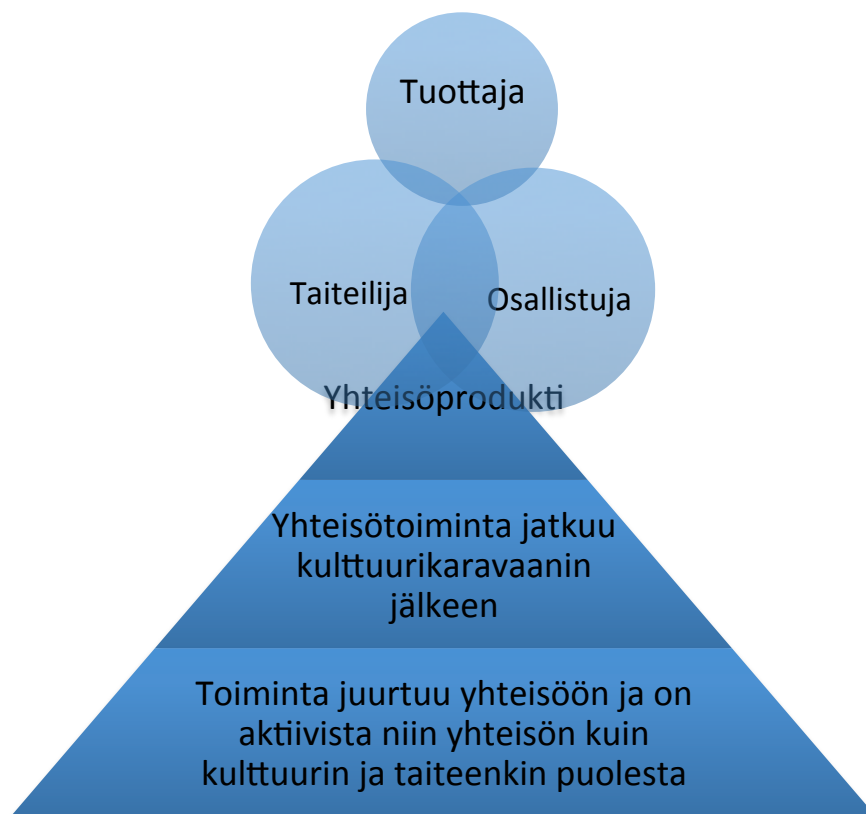 Tuottaja
Taiteilija
Osallistuja
Yhteisöprodukti
Yhteisötoiminta jatkuu
kulttuurikaravaanin
jälkeen
Toiminta juurtuu yhteisöön ja on
aktiivista niin yhteisön kuin
kulttuurin ja taiteenkin puolesta